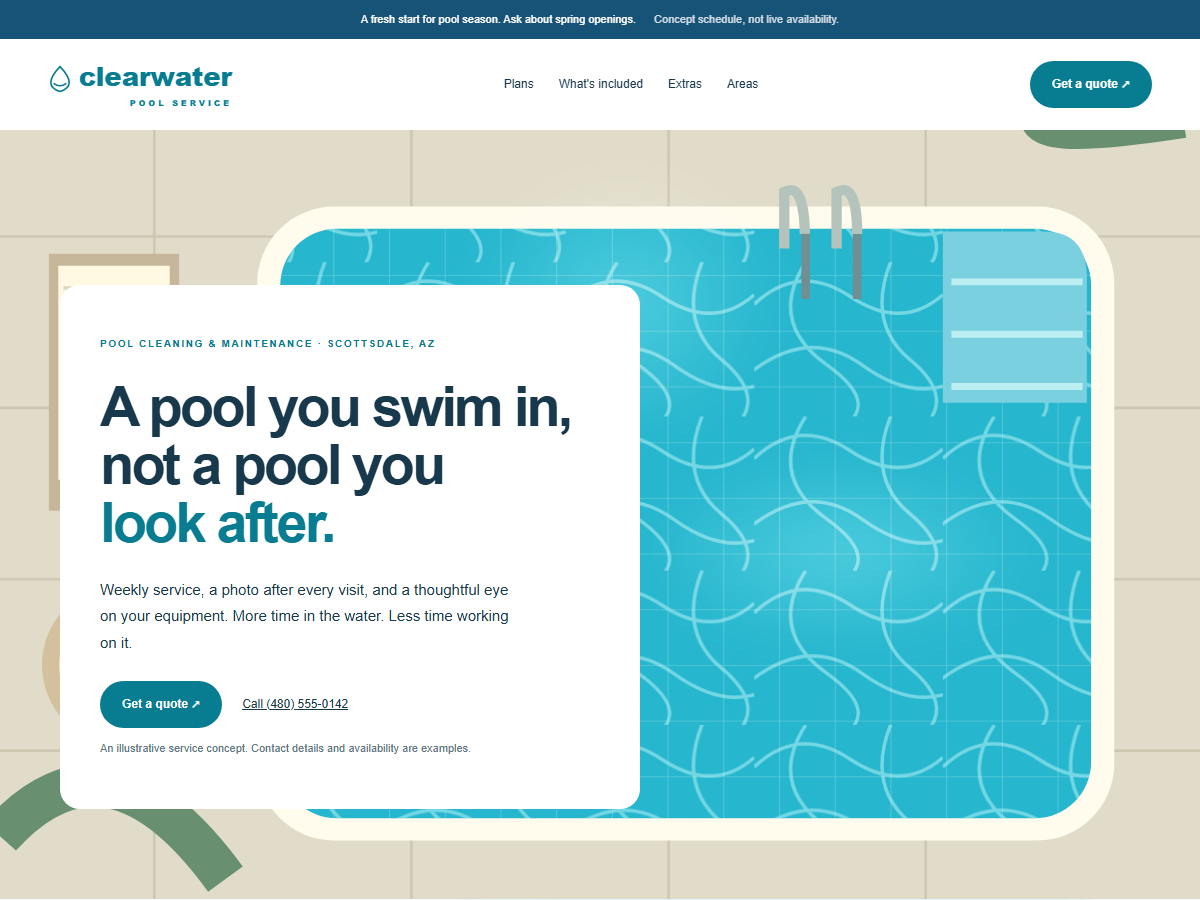 A fresh start for pool season. Ask about spring openings. Concept schedule, not live availability.
clearwater
POOL SERVICE
Plans What's included Extras Areas
Get a quote ↗
POOL CLEANING & MAINTENANCE · SCOTTSDALE, AZ
A pool you swim in,
not a pool you
look after.
Weekly service, a photo after every visit, and a thoughtful eye
on your equipment. More time in the water. Less time working
on it.
Get a quote ↗ Call (480) 555-0142
An illustrative service concept. Contact details and availability are examples.